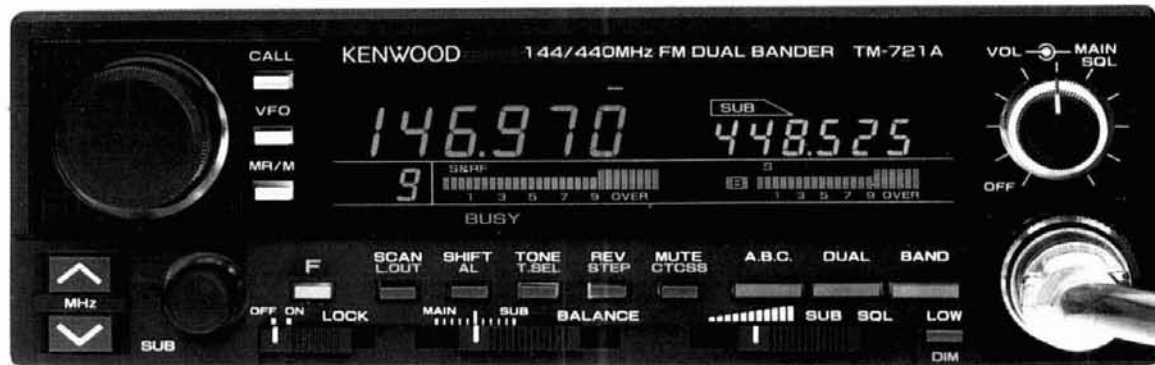 CALL
VFO
MR/M
KENWOOD 144/440MHz FM DUAL BANDER TM-721A
146.970
SUB
448.525
9
S&RF
1 3 5 7 9 OVER
B
S
1 3 5 7 9 OVER
BUSY
VOL MAIN SQL
OFF
MHz
SUB
F
SCAN L.OUT
SHIFT AL
TONE T.SEL
REV STEP
MUTE CTCSS
A.B.C.
DUAL
BAND
OFF ON LOCK
MAIN SUB BALANCE
SUB SQL
LOW
DIM